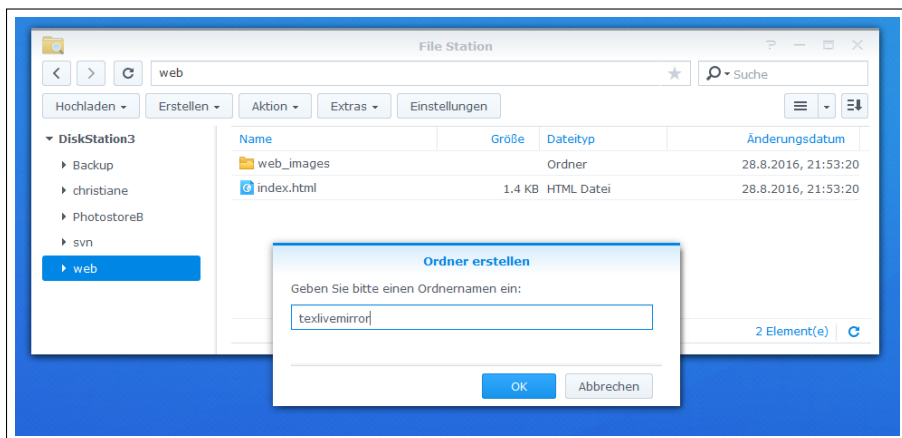 File Station
web
Suche
Hochladen Erstellen Aktion Extras Einstellungen
DiskStation3
Backup
christiane
PhotostoreB
svn
web
Name Größe Dateityp Änderungsdatum
web_images Ordner 28.8.2016, 21:53:20
index.html 1.4 KB HTML Datei 28.8.2016, 21:53:20
Ordner erstellen
Geben Sie bitte einen Ordnernamen ein:
texlivemirror
OK Abbrechen
2 Element(e)